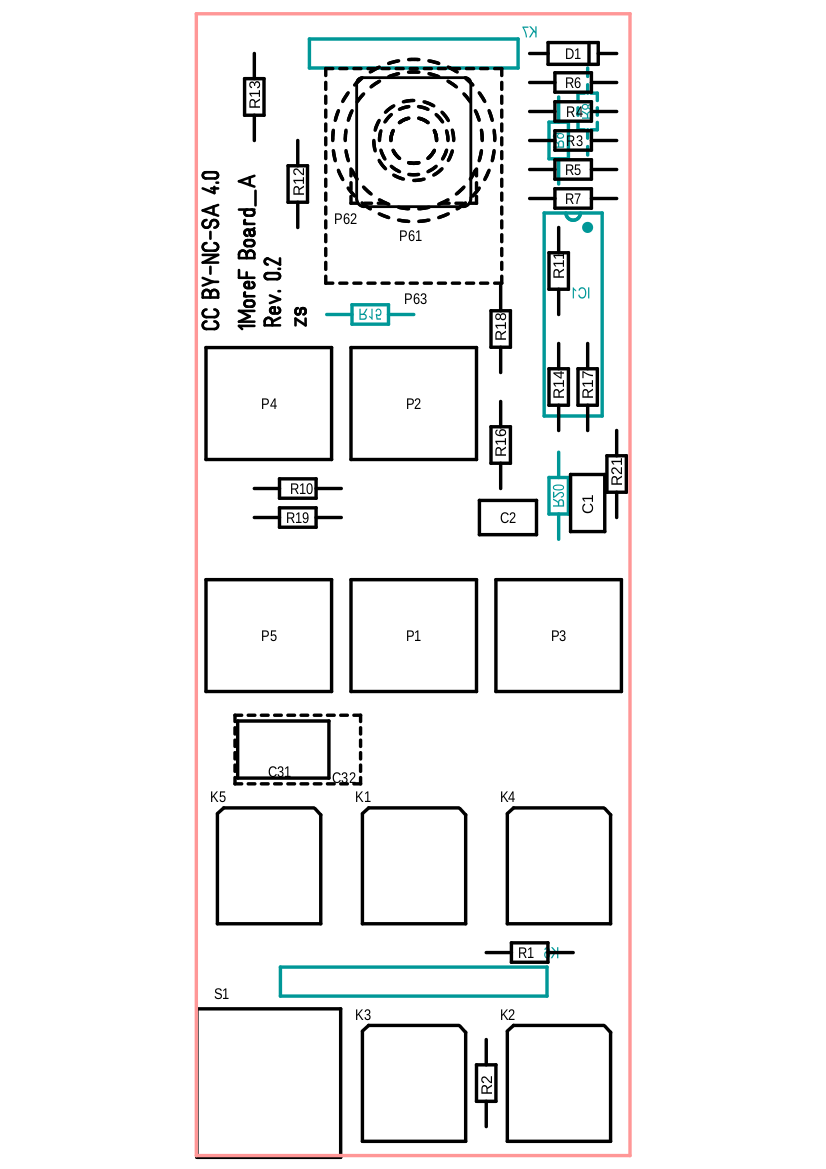 K7
D1
R6
R4
R3
R5
R7
R13
R12
P62
P61
P63
CC BY-NC-SA 4.0
1MoreF Board_A
Rev. 0.2
zs
R15
R18
R11
IC1
R14
R17
P4
P2
R16
R21
R10
R19
C2
R20
C1
P5
P1
P3
C31
C32
K5
K1
K4
R1
S1
K3
K2
R2